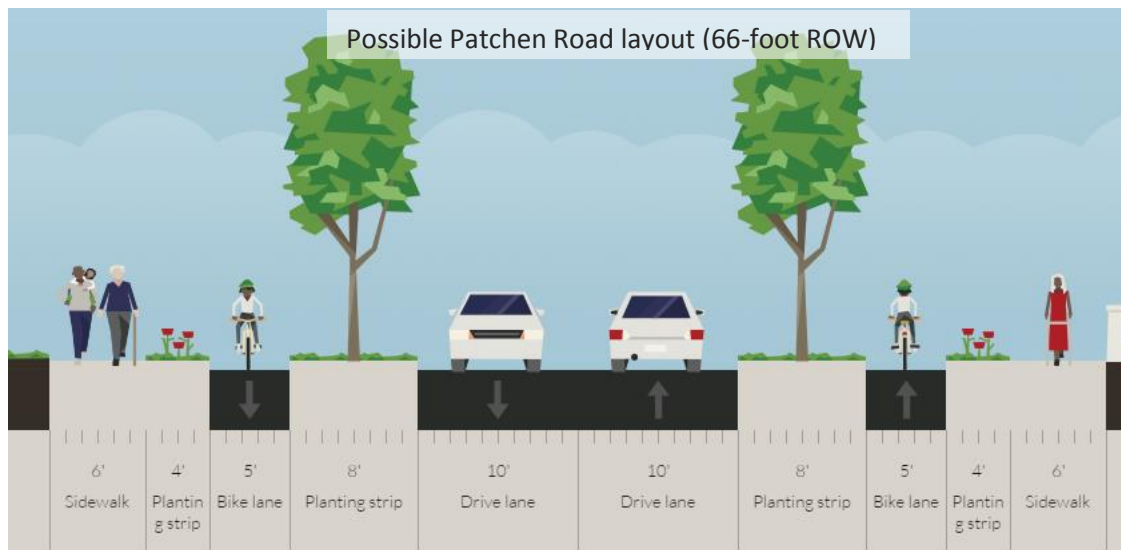 Possible Patchen Road layout (66-foot ROW)
6' 4' 5' 8' 10' 10' 8' 5' 4' 6'
Sidewalk Plantin Bike lane Planting strip Drive lane Drive lane Planting strip Bike lane Plantin Sidewalk
g strip g strip